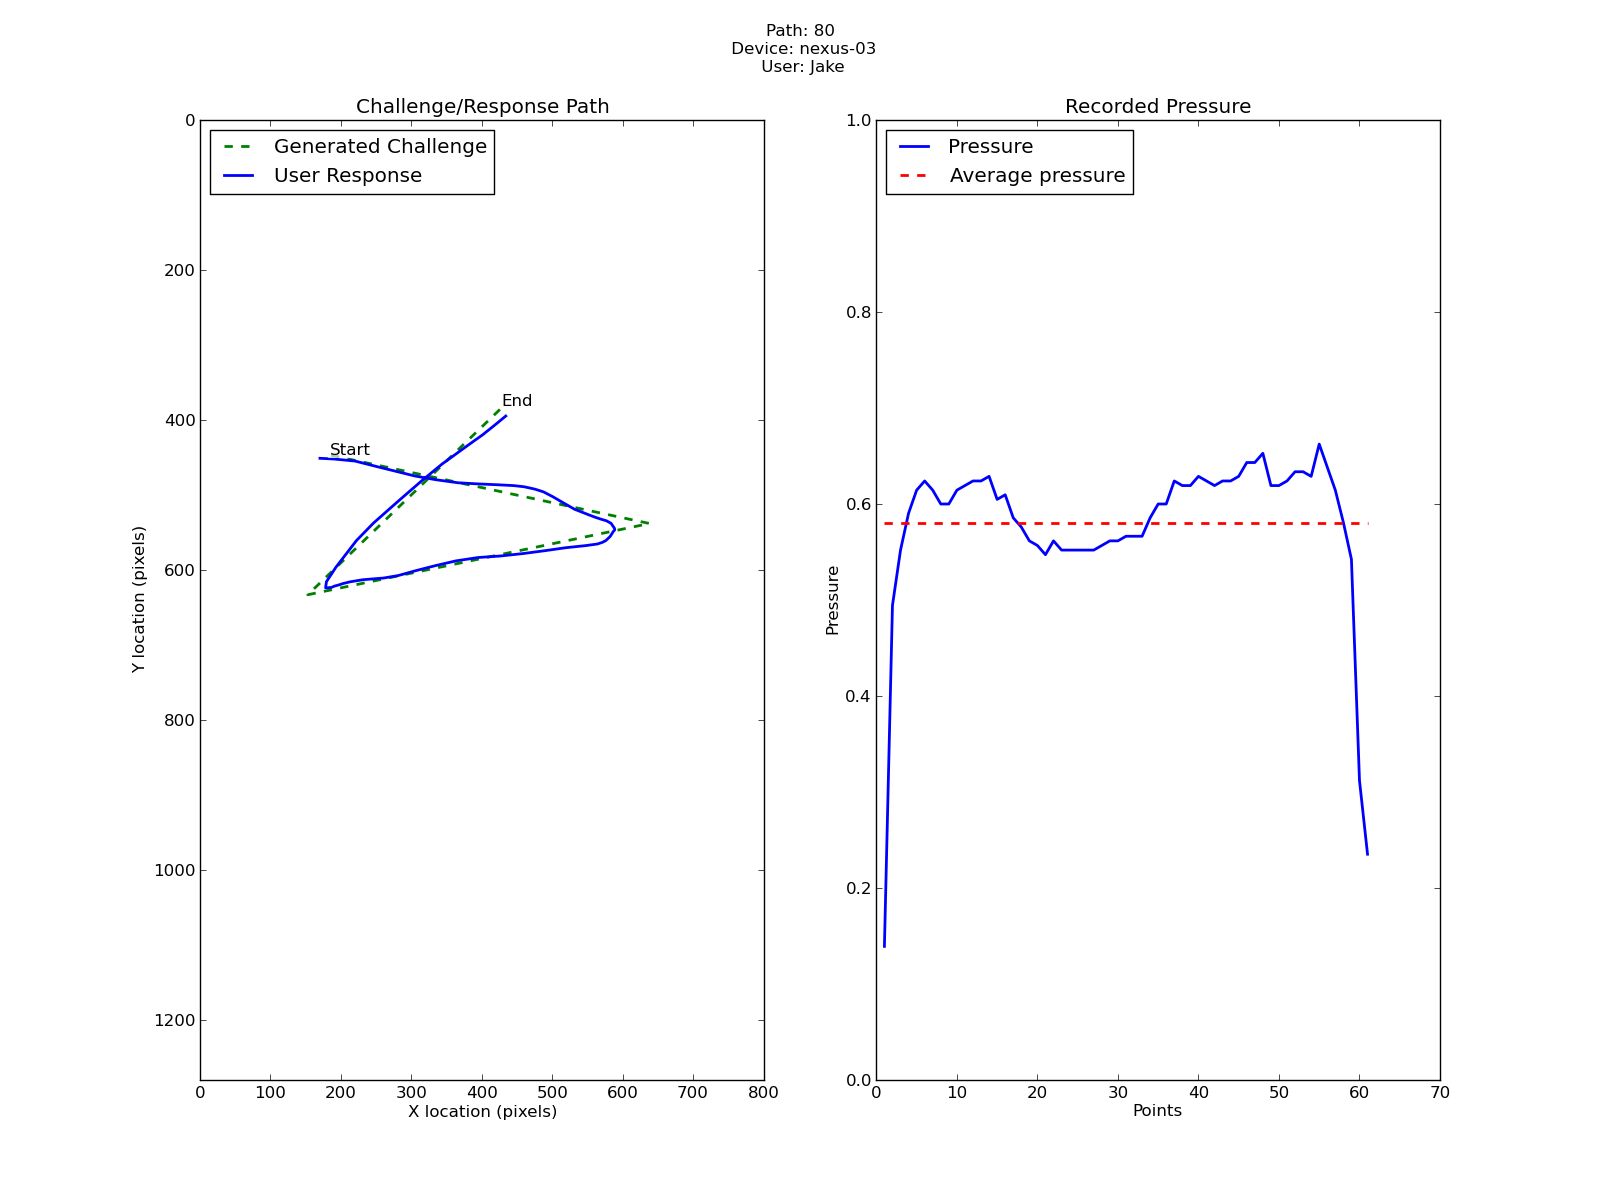 Path: 80
Device: nexus-03
User: Jake
Challenge/Response Path
Generated Challenge
User Response
Start
End
0
200
400
600
800
1000
1200
Y location (pixels)
0 100 200 300 400 500 600 700 800
X location (pixels)
Recorded Pressure
Pressure
Average pressure
1.0
0.8
0.6
0.4
0.2
0.0
Pressure
0 10 20 30 40 50 60 70
Points